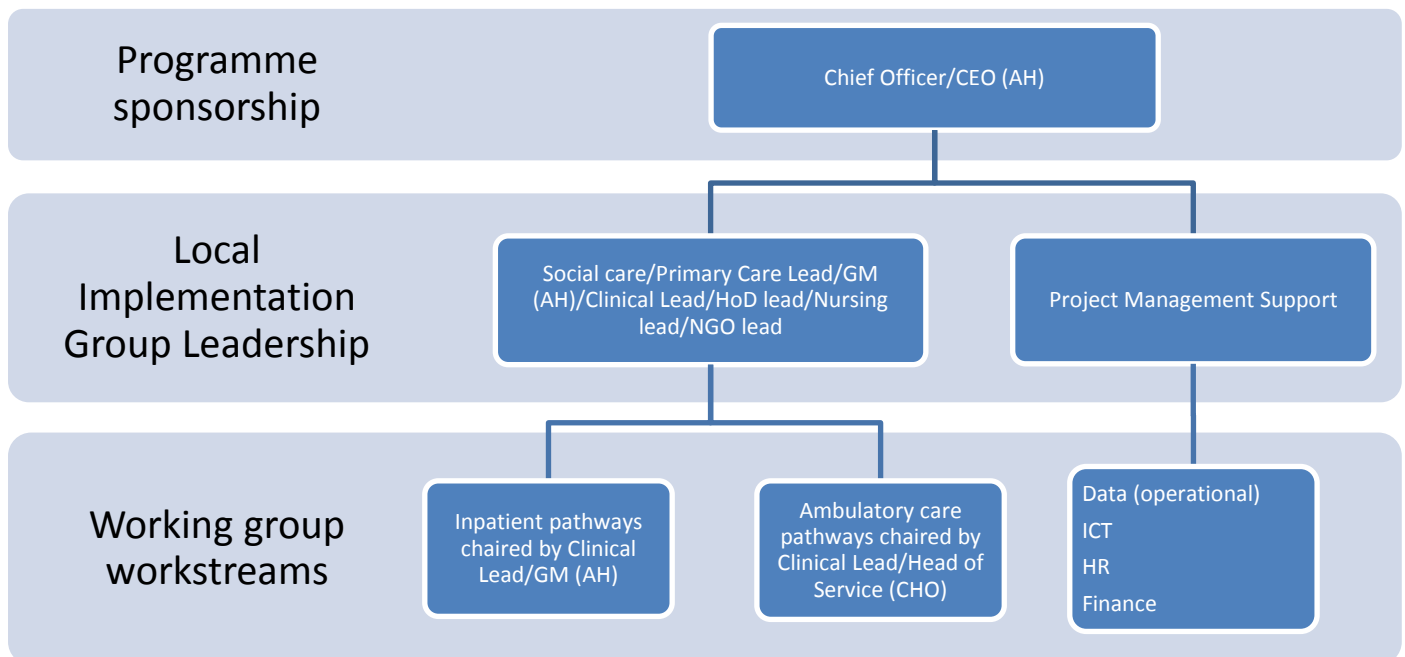 Programme
sponsorship
Chief Officer/CEO (AH)
Local
Implementation
Group Leadership
Social care/Primary Care Lead/GM
(AH)/Clinical Lead/HoD lead/Nursing
lead/NGO lead
Project Management Support
Working group
workstreams
Inpatient pathways
chaired by Clinical
Lead/GM (AH)
Ambulatory care
pathways chaired by
Clinical Lead/Head of
Service (CHO)
Data (operational)
ICT
HR
Finance